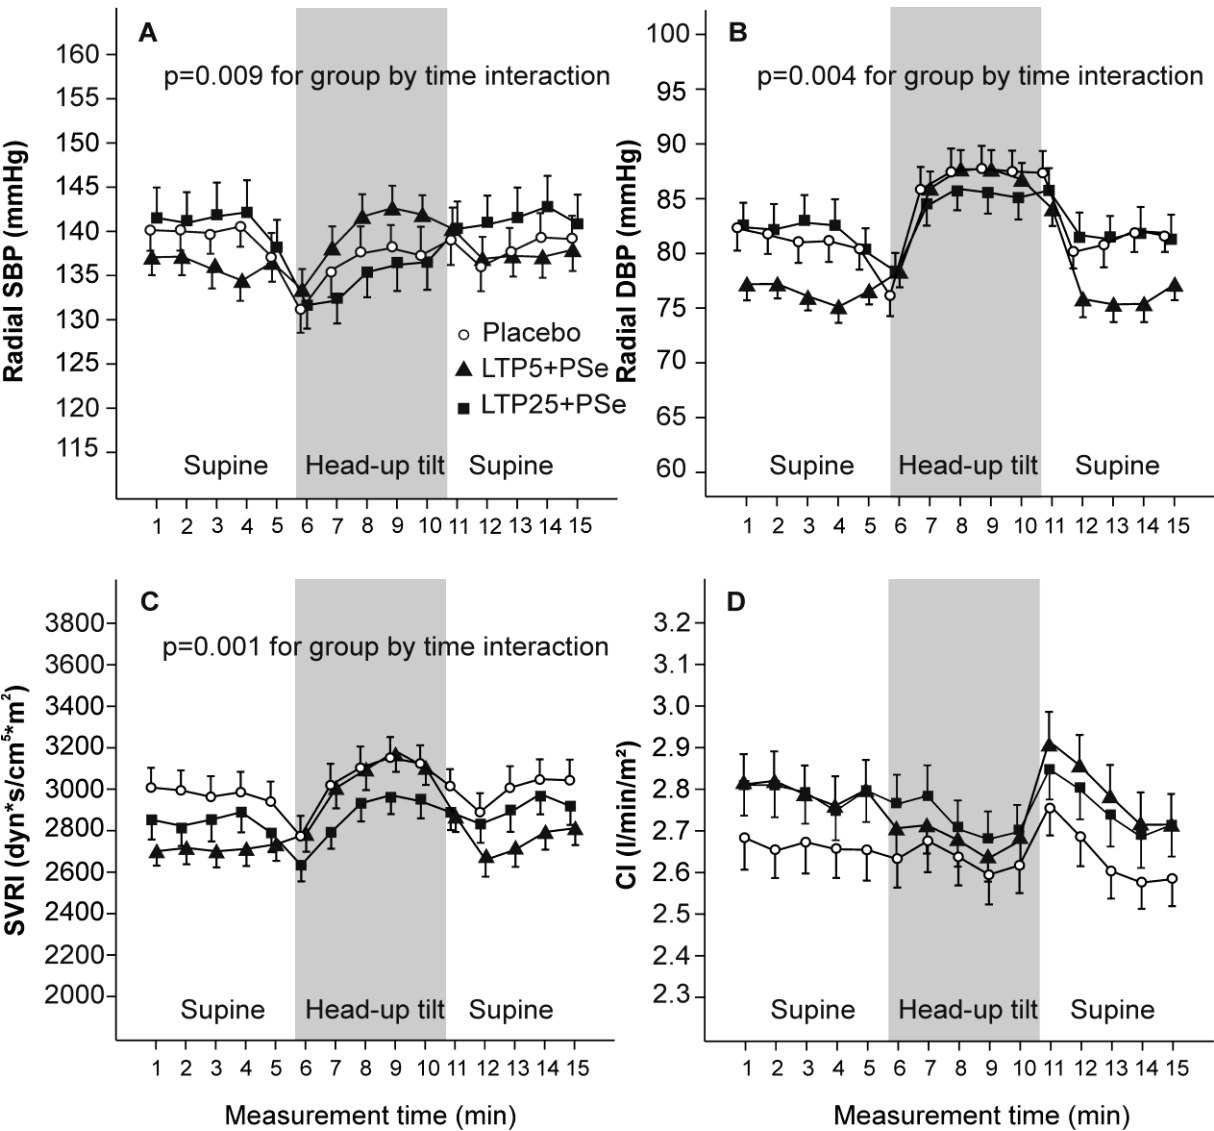 A
p=0.009 for group by time interaction
Radial SBP (mmHg)
160
155
150
145
140
135
130
125
120
115
Placebo
LTP5+PSe
LTP25+PSe
Supine Head-up tilt Supine
1 2 3 4 5 6 7 8 9 10 11 12 13 14 15
B
p=0.004 for group by time interaction
Radial DBP (mmHg)
100
95
90
85
80
75
70
65
60
Supine Head-up tilt Supine
1 2 3 4 5 6 7 8 9 10 11 12 13 14 15
C
p=0.001 for group by time interaction
SVRI (dyn*s/cm⁵*m²)
3800
3600
3400
3200
3000
2800
2600
2400
2200
2000
Supine Head-up tilt Supine
1 2 3 4 5 6 7 8 9 10 11 12 13 14 15
Measurement time (min)
D
CI (l/min/m²)
3.2
3.1
3.0
2.9
2.8
2.7
2.6
2.5
2.4
2.3
Supine Head-up tilt Supine
1 2 3 4 5 6 7 8 9 10 11 12 13 14 15
Measurement time (min)